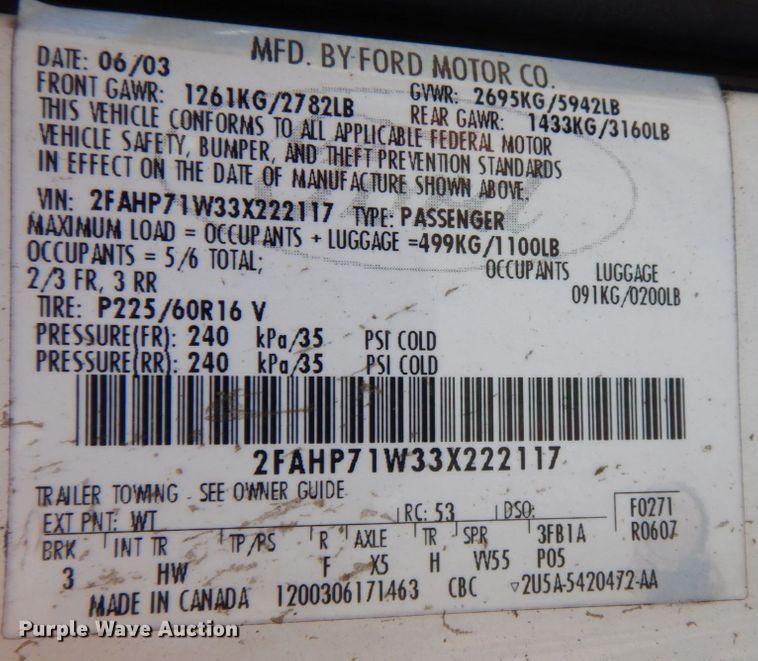 MFD. BY FORD MOTOR CO.
DATE: 06/03 GVWR: 2695KG/5942LB
FRONT GAWR: 1261KG/2782LB REAR GAWR: 1433KG/3160LB
THIS VEHICLE CONFORMS TO ALL APPLICABLE FEDERAL MOTOR
VEHICLE SAFETY, BUMPER, AND THEFT PREVENTION STANDARDS
IN EFFECT ON THE DATE OF MANUFACTURE SHOWN ABOVE.
VIN: 2FAHP71W33X222117 TYPE: PASSENGER
MAXIMUM LOAD = OCCUPANTS + LUGGAGE =499KG/1100LB
OCCUPANTS = 5/6 TOTAL; OCCUPANTS LUGGAGE
2/3 FR, 3 RR 091KG/0200LB
TIRE: P225/60R16 V
PRESSURE(FR): 240 kPa/35 PSI COLD
PRESSURE(RR): 240 kPa/35 PSI COLD
2FAHP71W33X222117
TRAILER TOWING - SEE OWNER GUIDE
EXT PNT: WT RC: 53 DSO: F0271
BRK INT TR TP/PS R AXLE TR SPR 3FB1A R0607
3 HW F X5 H VV55 P05
MADE IN CANADA 1200306171463 CBC ▽2U5A-5420472-AA
Purple Wave Auction